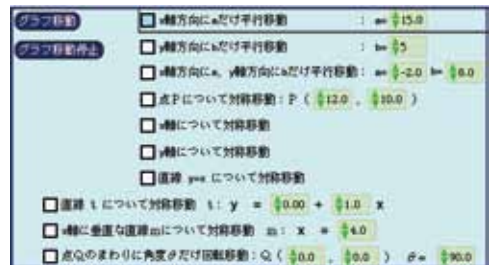 グラフ移動 x軸方向にaだけ平行移動 : a= 15.0
グラフ移動停止 y軸方向にbだけ平行移動 : b= 5
x軸方向にa、y軸方向にbだけ平行移動: a= -2.0 b= 6.0
点Pについて対称移動: P ( 12.0 , 10.0 )
x軸について対称移動
y軸について対称移動
直線 y=x について対称移動
直線 t について対称移動 t: y = 0.00 + 1.0 x
x軸に垂直な直線mについて対称移動 m: x = 4.0
点Qのまわりに角度θだけ回転移動: Q ( 0.0 , 0.0 ) θ= 90.0